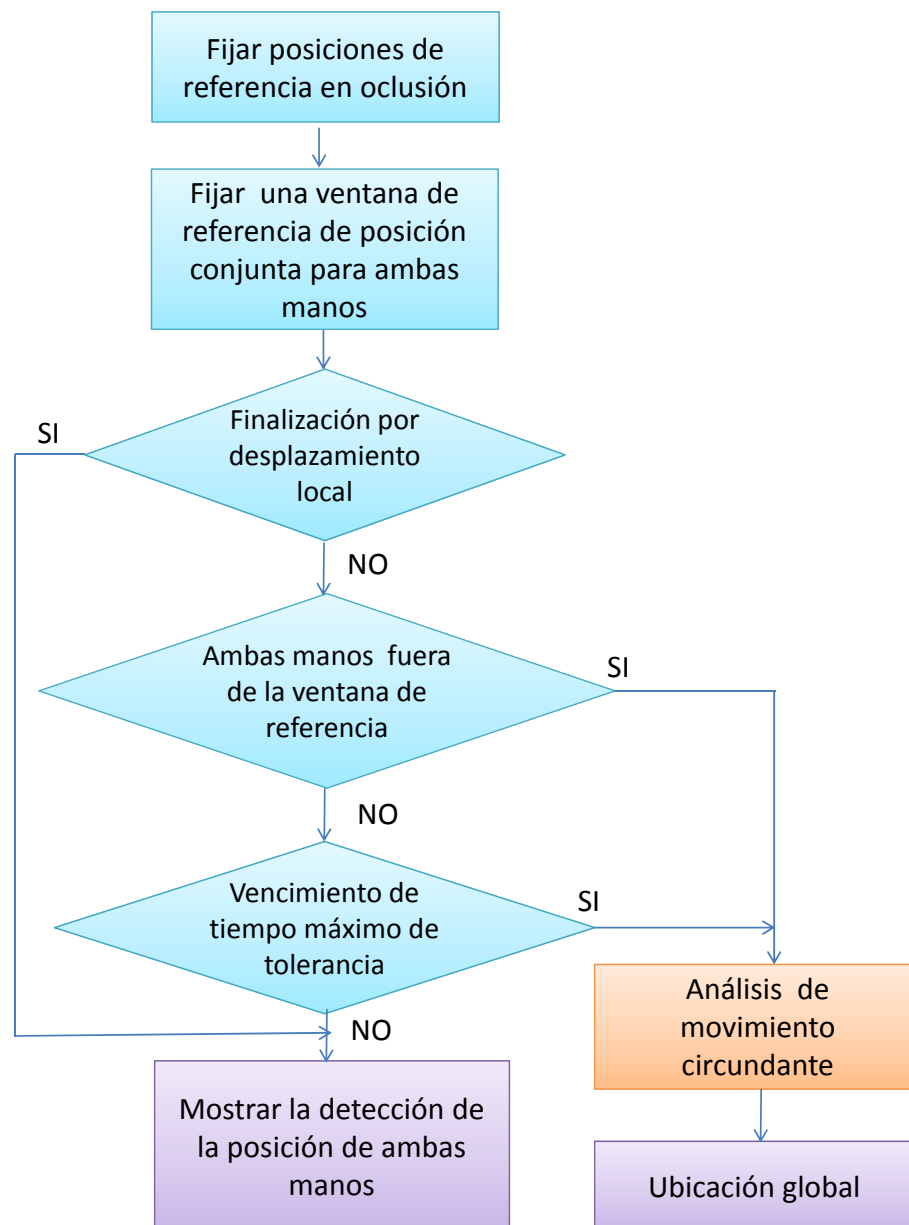 Fijar posiciones de
referencia en oclusión
Fijar una ventana de
referencia de posición
conjunta para ambas
manos
Finalización por
desplazamiento
local
SI
NO
Ambas manos fuera
de la ventana de
referencia
SI
NO
Vencimiento de
tiempo máximo de
tolerancia
SI
NO
Análisis de
movimiento
circundante
Mostrar la detección de
la posición de ambas
manos
Ubicación global